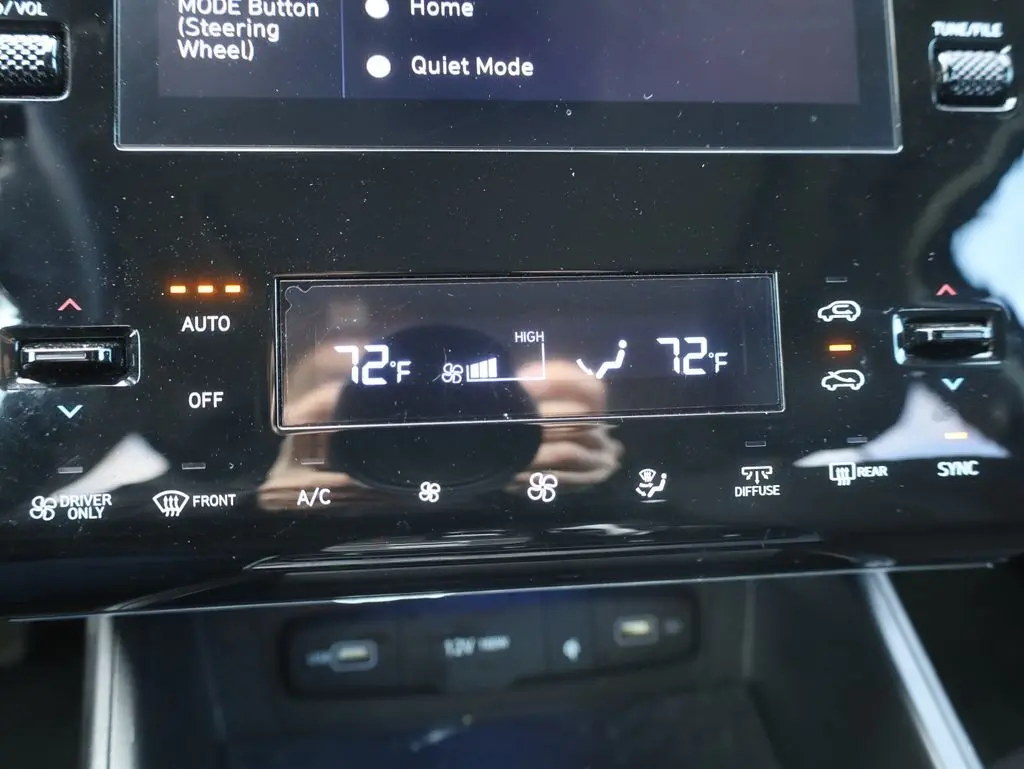 MODE Button
(Steering
Wheel)
Home
Quiet Mode
TUNE/FILE
AUTO
OFF
72°F
HIGH
72°F
DRIVER
ONLY
FRONT
A/C
DIFFUSE
REAR
SYNC
12V